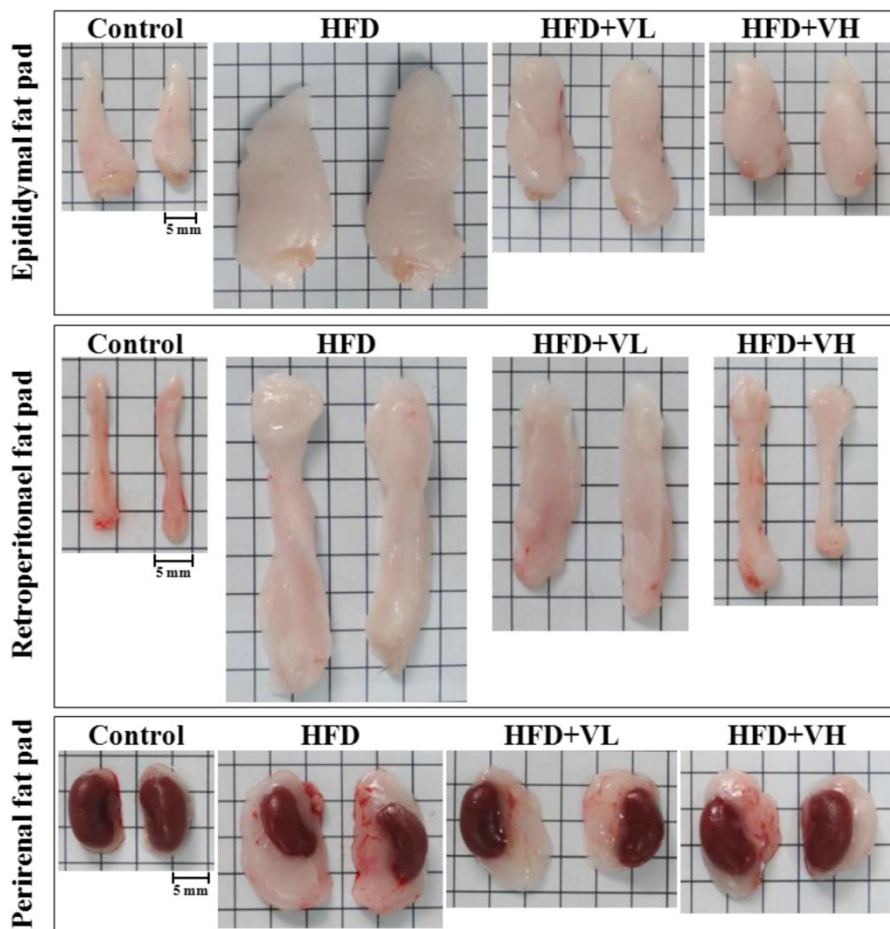 Epididymal fat pad
Control
HFD
HFD+VL
HFD+VH
5 mm
Retroperitonael fat pad
Control
HFD
HFD+VL
HFD+VH
5 mm
Perirenal fat pad
Control
HFD
HFD+VL
HFD+VH
5 mm